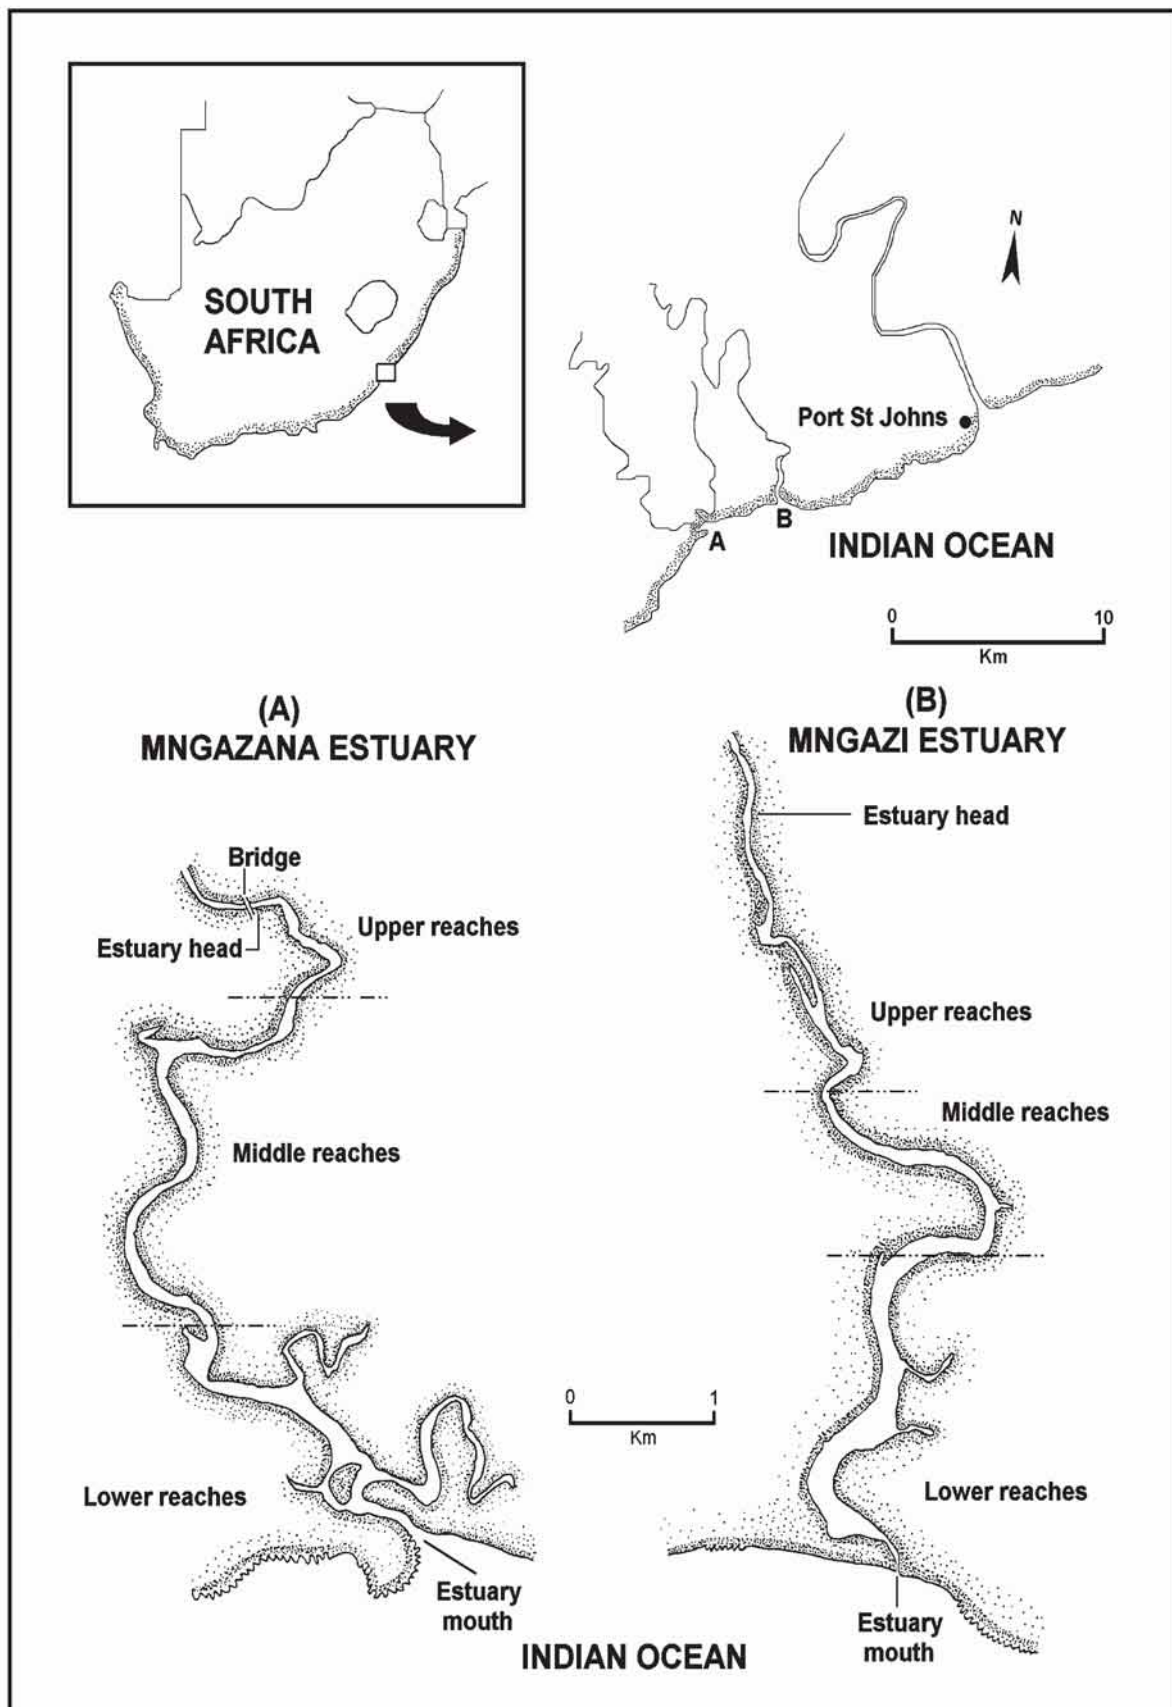 SOUTH
AFRICA
N
Port St Johns
A
B
INDIAN OCEAN
0 10
Km
(A)
MNGAZANA ESTUARY
(B)
MNGAZI ESTUARY
Estuary head
Bridge
Estuary head
Upper reaches
Upper reaches
Middle reaches
Middle reaches
0 1
Km
Lower reaches
Lower reaches
Estuary
mouth
Estuary
mouth
INDIAN OCEAN